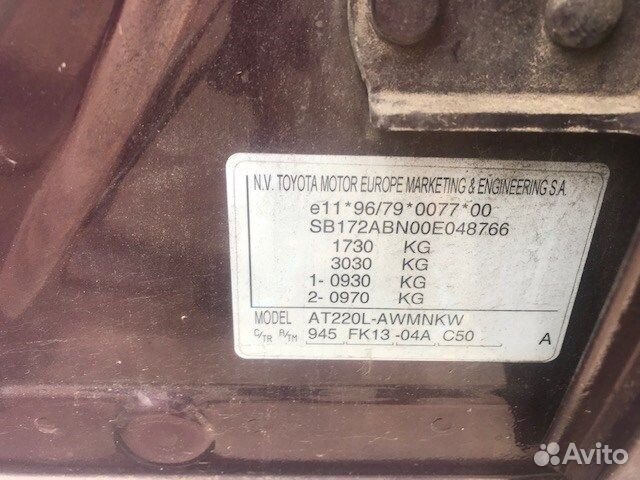 N.V. TOYOTA MOTOR EUROPE MARKETING & ENGINEERING S.A.
e11*96/79*0077*00
SB172ABN00E048766
1730 KG
3030 KG
1- 0930 KG
2- 0970 KG
MODEL AT220L-AWMNKW
C/TR A/TM 945 FK13 -04A C50
A
Avito